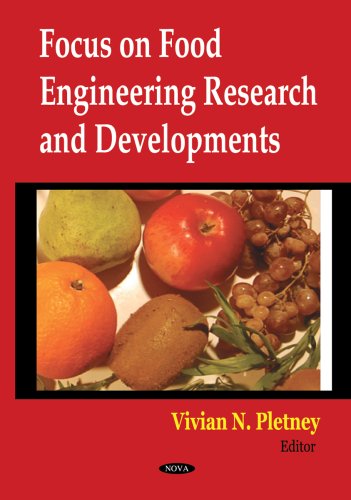 Focus on Food
Engineering Research
and Developments
Vivian N. Pletney
Editor
NOVA